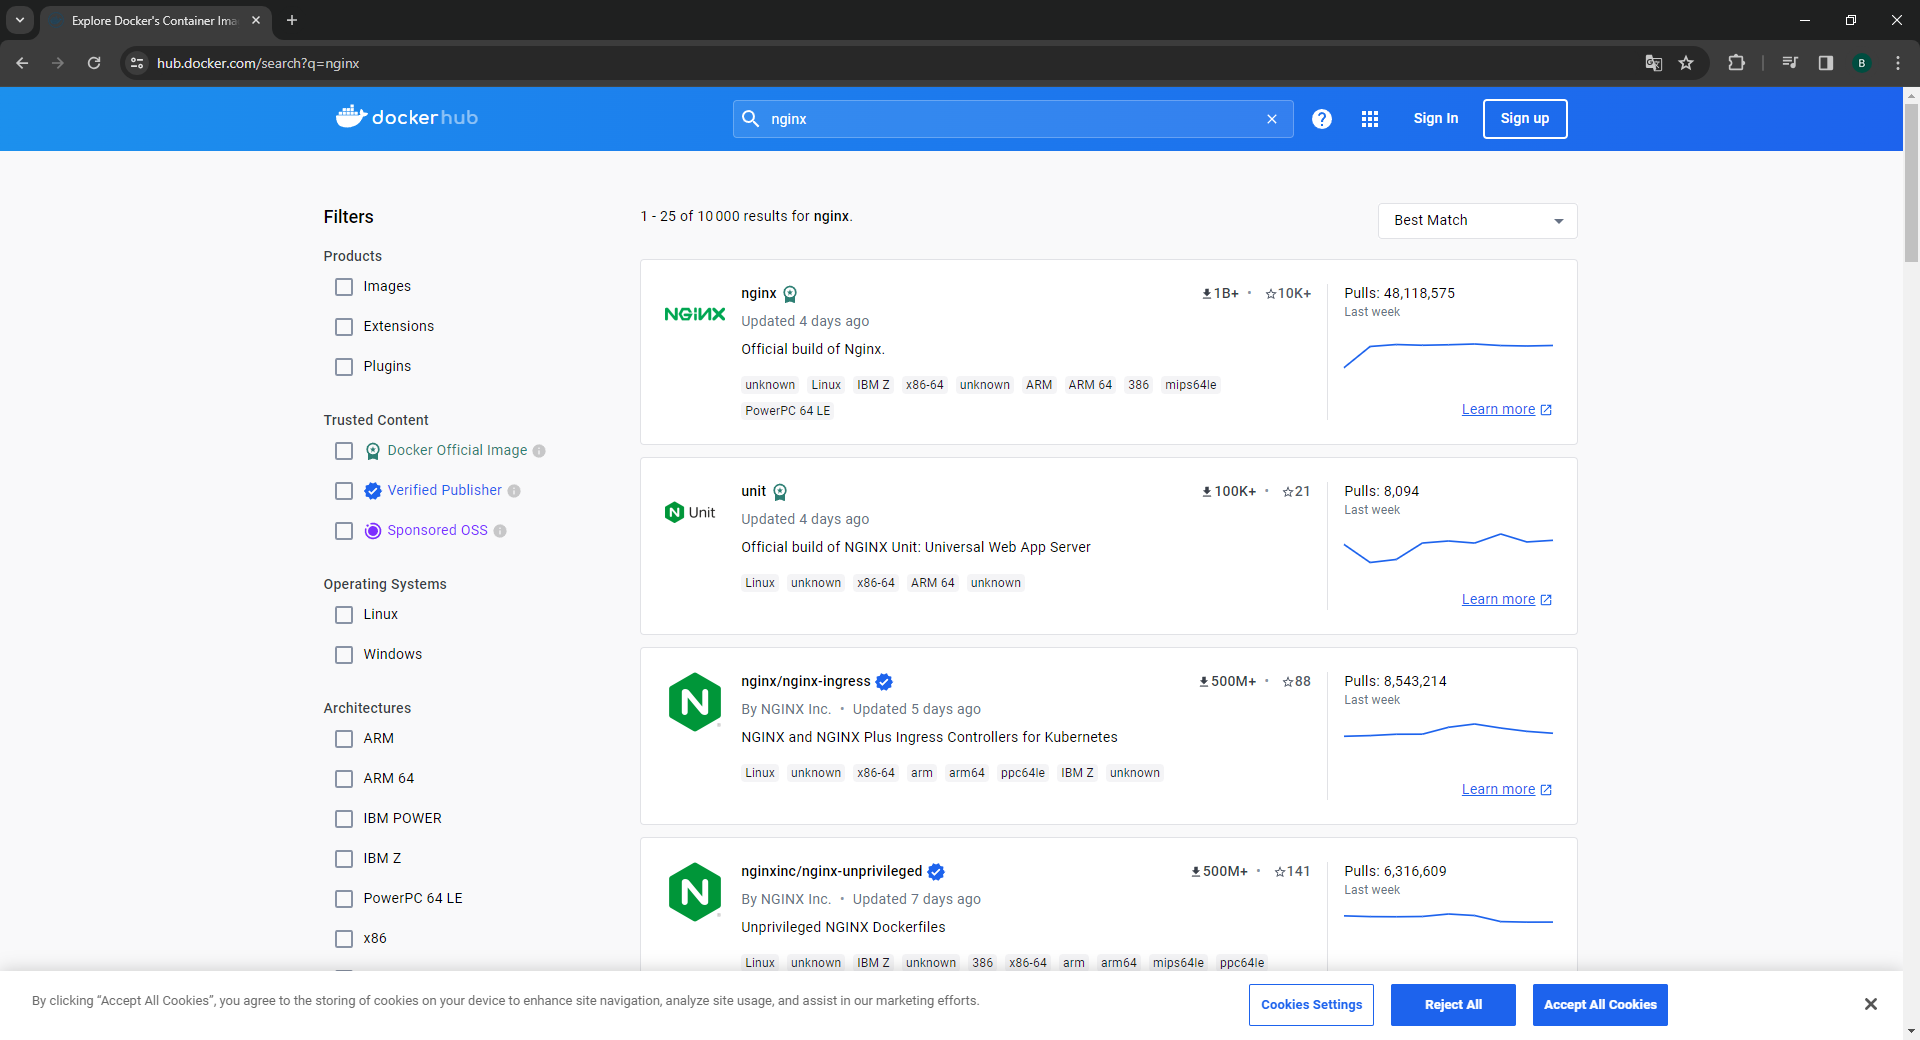 Explore Docker's Container Ima
hub.docker.com/search?q=nginx
B
docker hub
nginx
Sign In
Sign up
Filters
Products
Images
Extensions
Plugins
Trusted Content
Docker Official Image
Verified Publisher
Sponsored OSS
Operating Systems
Linux
Windows
Architectures
ARM
ARM 64
IBM POWER
IBM Z
PowerPC 64 LE
x86
1 - 25 of 10 000 results for nginx.
Best Match
NGINX
nginx
1B+ • 10K+
Updated 4 days ago
Official build of Nginx.
unknown Linux IBM Z x86-64 unknown ARM ARM 64 386 mips64le
PowerPC 64 LE
Pulls: 48,118,575
Last week
Learn more
N Unit
unit
100K+ • 21
Updated 4 days ago
Official build of NGINX Unit: Universal Web App Server
Linux unknown x86-64 ARM 64 unknown
Pulls: 8,094
Last week
Learn more
N
nginx/nginx-ingress
500M+ • 88
By NGINX Inc. • Updated 5 days ago
NGINX and NGINX Plus Ingress Controllers for Kubernetes
Linux unknown x86-64 arm arm64 ppc64le IBM Z unknown
Pulls: 8,543,214
Last week
Learn more
N
nginxinc/nginx-unprivileged
500M+ • 141
By NGINX Inc. • Updated 7 days ago
Unprivileged NGINX Dockerfiles
Linux unknown IBM Z unknown 386 x86-64 arm arm64 mips64le ppc64le
Pulls: 6,316,609
Last week
By clicking “Accept All Cookies”, you agree to the storing of cookies on your device to enhance site navigation, analyze site usage, and assist in our marketing efforts.
Cookies Settings
Reject All
Accept All Cookies